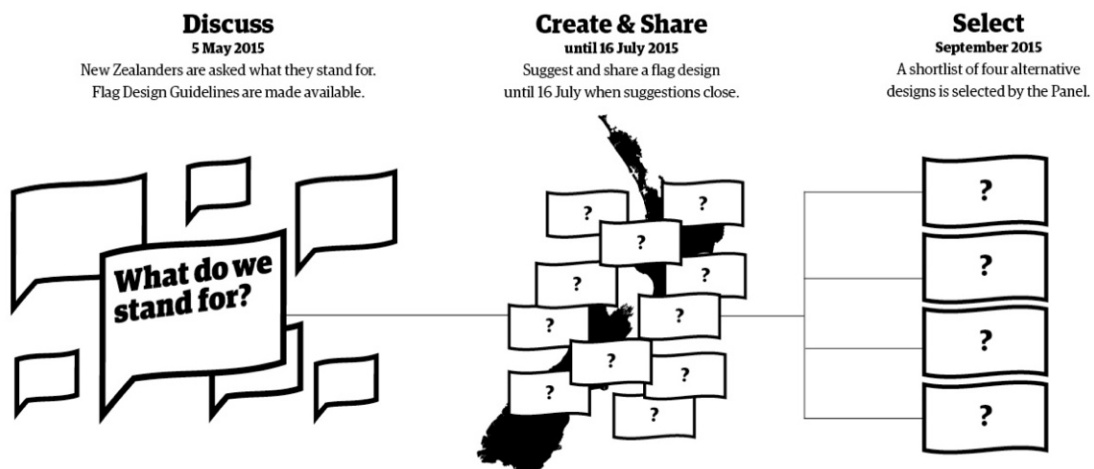 Discuss
5 May 2015
New Zealanders are asked what they stand for.
Flag Design Guidelines are made available.
What do we
stand for?
Create & Share
until 16 July 2015
Suggest and share a flag design
until 16 July when suggestions close.
?
?
?
?
?
?
?
?
?
?
?
Select
September 2015
A shortlist of four alternative
designs is selected by the Panel.
?
?
?
?